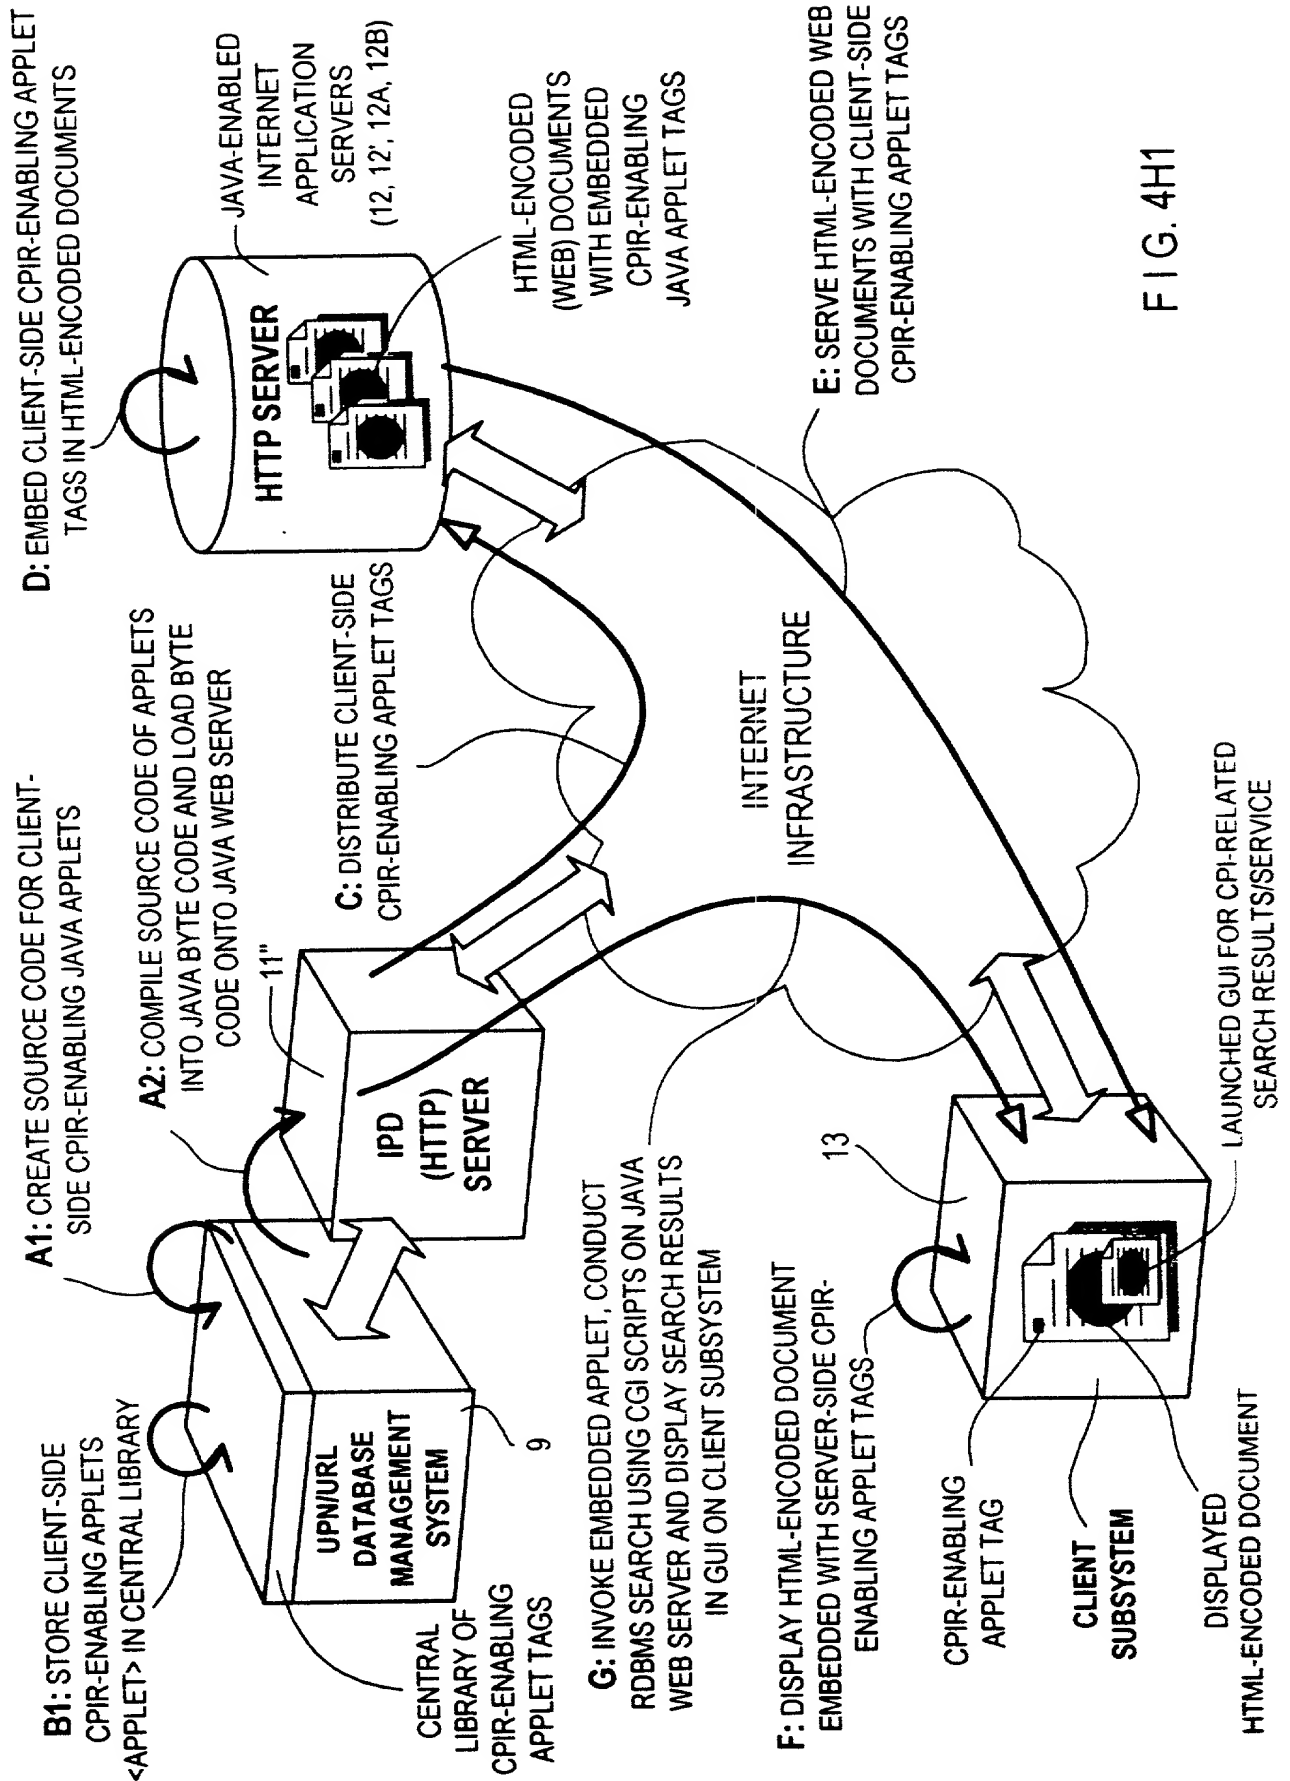 B1: STORE CLIENT-SIDE
CPIR-ENABLING APPLETS
<APPLET> IN CENTRAL LIBRARY
A1: CREATE SOURCE CODE FOR CLIENT-
SIDE CPIR-ENABLING JAVA APPLETS
A2: COMPILE SOURCE CODE OF APPLETS
INTO JAVA BYTE CODE AND LOAD BYTE
CODE ONTO JAVA WEB SERVER
D: EMBED CLIENT-SIDE CPIR-ENABLING APPLET
TAGS IN HTML-ENCODED DOCUMENTS
JAVA-ENABLED
INTERNET
APPLICATION
SERVERS
(12, 12', 12A, 12B)
HTTP SERVER
HTML-ENCODED
(WEB) DOCUMENTS
WITH EMBEDDED
CPIR-ENABLING
JAVA APPLET TAGS
11"
IPD
(HTTP)
SERVER
UPN/URL
DATABASE
MANAGEMENT
SYSTEM
9
CENTRAL
LIBRARY OF
CPIR-ENABLING
APPLET TAGS
C: DISTRIBUTE CLIENT-SIDE
CPIR-ENABLING APPLET TAGS
INTERNET
INFRASTRUCTURE
E: SERVE HTML-ENCODED WEB
DOCUMENTS WITH CLIENT-SIDE
CPIR-ENABLING APPLET TAGS
G: INVOKE EMBEDDED APPLET, CONDUCT
RDBMS SEARCH USING CGI SCRIPTS ON JAVA
WEB SERVER AND DISPLAY SEARCH RESULTS
IN GUI ON CLIENT SUBSYSTEM
F: DISPLAY HTML-ENCODED DOCUMENT
EMBEDDED WITH SERVER-SIDE CPIR-
ENABLING APPLET TAGS
13
CPIR-ENABLING
APPLET TAG
CLIENT
SUBSYSTEM
DISPLAYED
HTML-ENCODED DOCUMENT
LAUNCHED GUI FOR CPI-RELATED
SEARCH RESULTS/SERVICE
FIG. 4H1